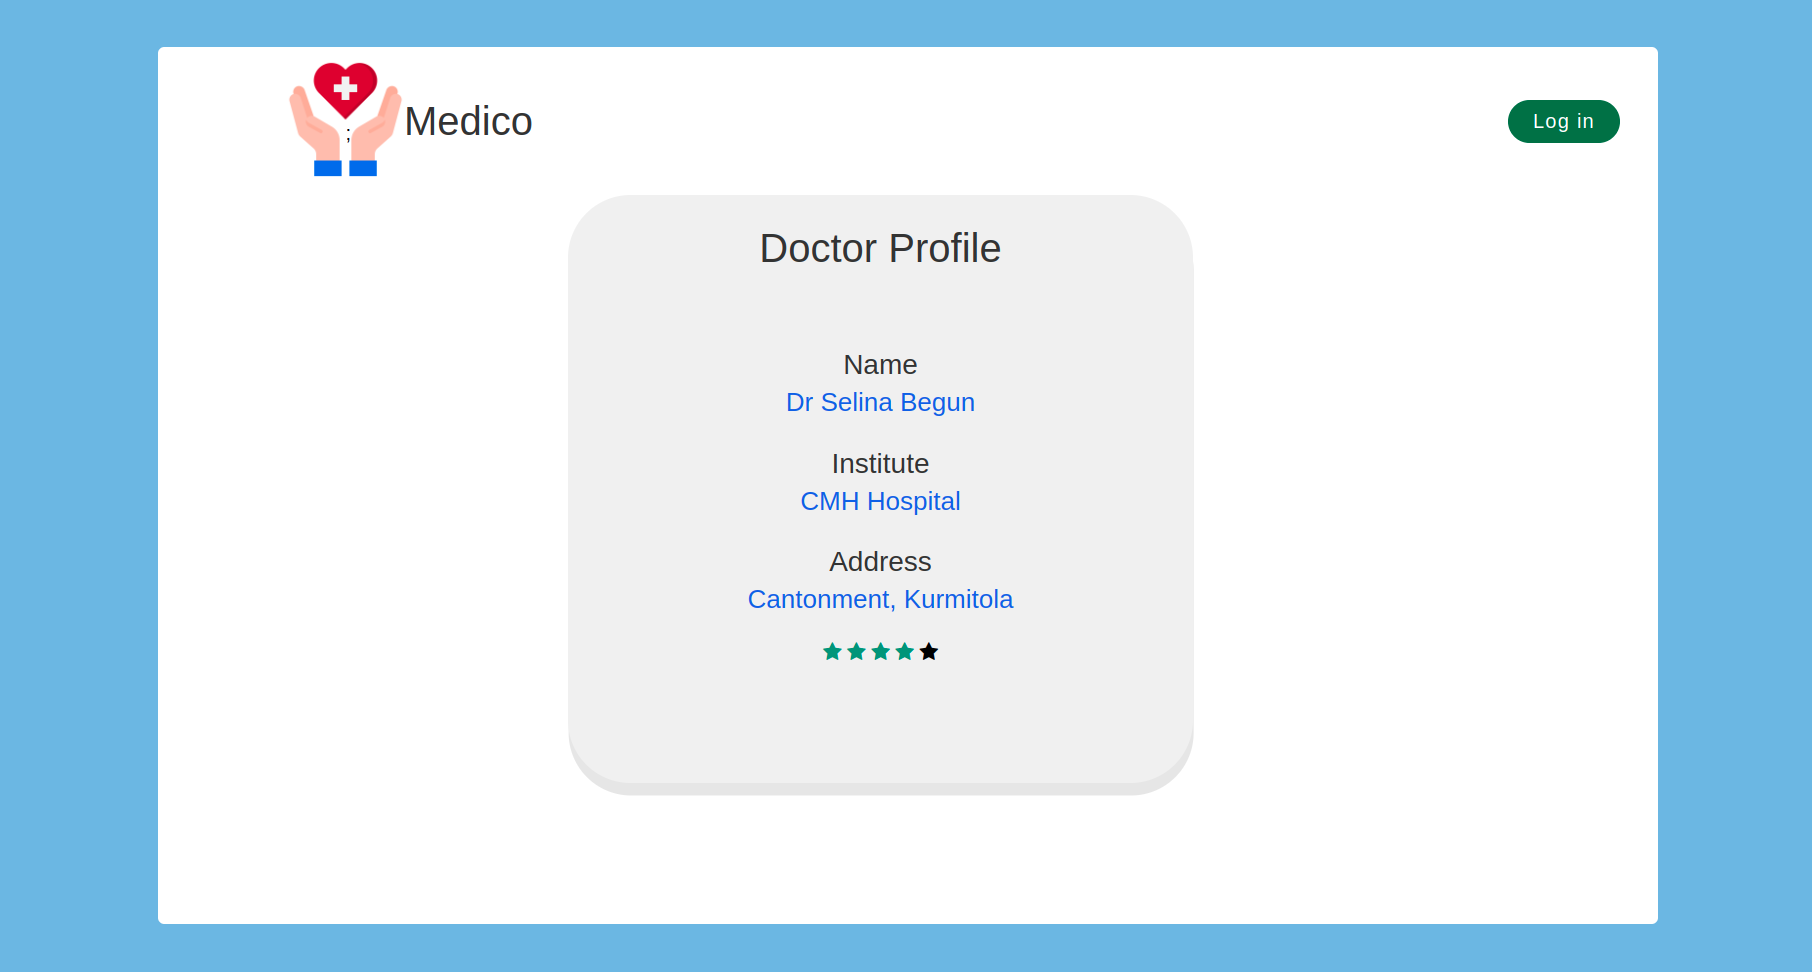 ;
Medico
Log in
Doctor Profile
Name
Dr Selina Begun
Institute
CMH Hospital
Address
Cantonment, Kurmitola